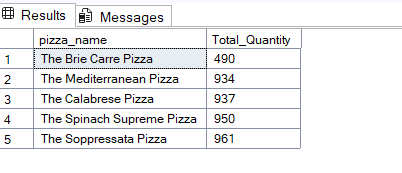 Results Messages
pizza_name Total_Quantity
1 The Brie Carre Pizza 490
2 The Mediterranean Pizza 934
3 The Calabrese Pizza 937
4 The Spinach Supreme Pizza 950
5 The Soppressata Pizza 961